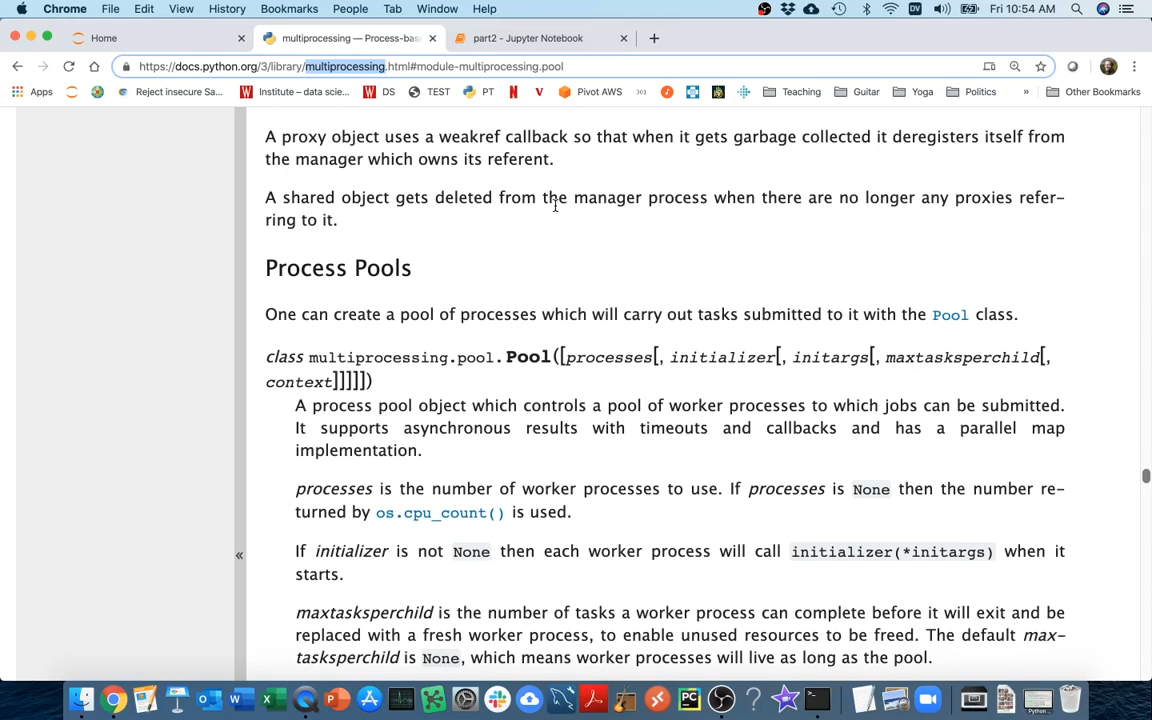 Chrome File Edit View History Bookmarks People Tab Window Help Fri 10:54 AM
Home multiprocessing — Process-bas part2 - Jupyter Notebook
https://docs.python.org/3/library/multiprocessing.html#module-multiprocessing.pool
Apps Reject insecure Sa... Institute – data scie... DS TEST PT Pivot AWS 301 Teaching Guitar Yoga Politics » Other Bookmarks
A proxy object uses a weakref callback so that when it gets garbage collected it deregisters itself from
the manager which owns its referent.
A shared object gets deleted from the manager process when there are no longer any proxies refer-
ring to it.
Process Pools
One can create a pool of processes which will carry out tasks submitted to it with the Pool class.
class multiprocessing.pool.Pool([processes[, initializer[, initargs[, maxtasksperchild[,
context]]]]])
A process pool object which controls a pool of worker processes to which jobs can be submitted.
It supports asynchronous results with timeouts and callbacks and has a parallel map
implementation.
processes is the number of worker processes to use. If processes is None then the number re-
turned by os.cpu_count() is used.
«
If initializer is not None then each worker process will call initializer(*initargs) when it
starts.
maxtasksperchild is the number of tasks a worker process can complete before it will exit and be
replaced with a fresh worker process, to enable unused resources to be freed. The default max-
tasksperchild is None, which means worker processes will live as long as the pool.